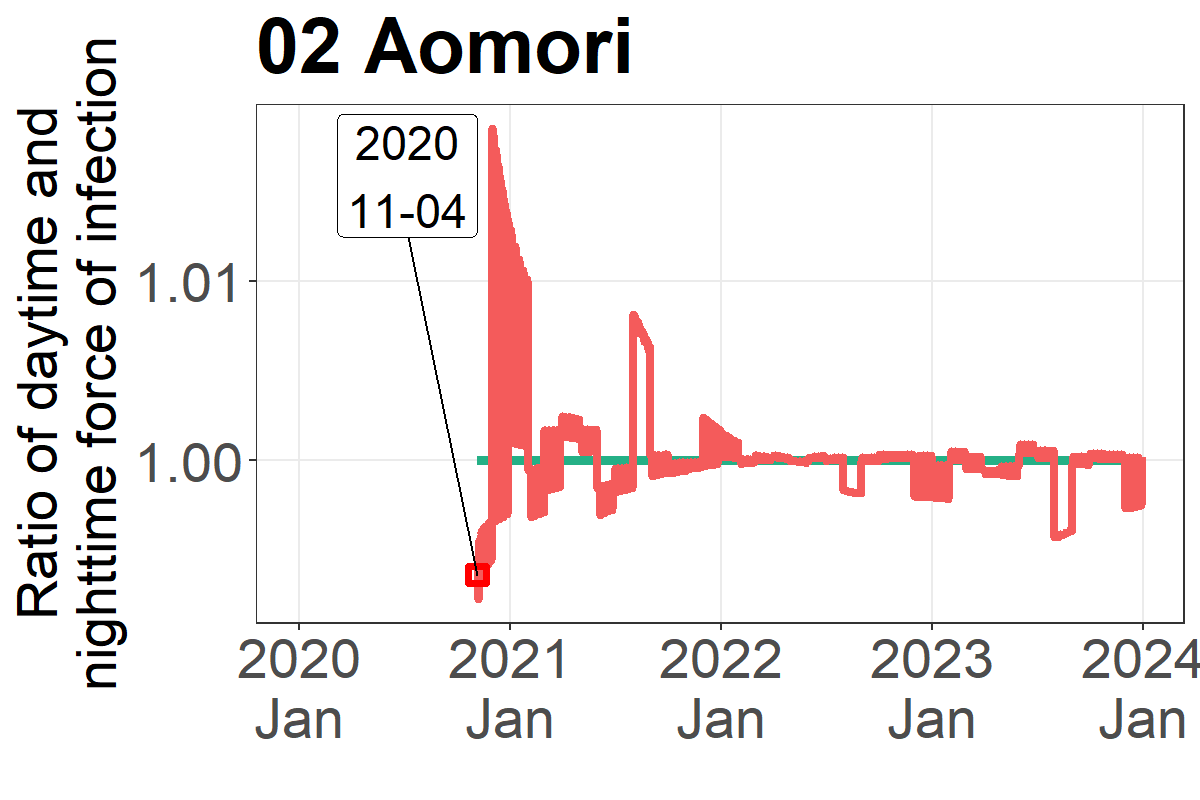 02 Aomori
Ratio of daytime and
nighttime force of infection
2020
11-04
1.01
1.00
2020 2021 2022 2023 2024
Jan Jan Jan Jan Jan